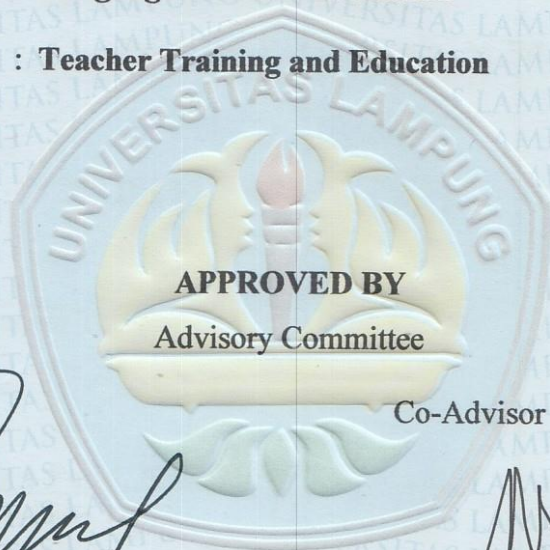 : Teacher Training and Education
UNIVERSITAS LAMPUNG
APPROVED BY
Advisory Committee
Co-Advisor